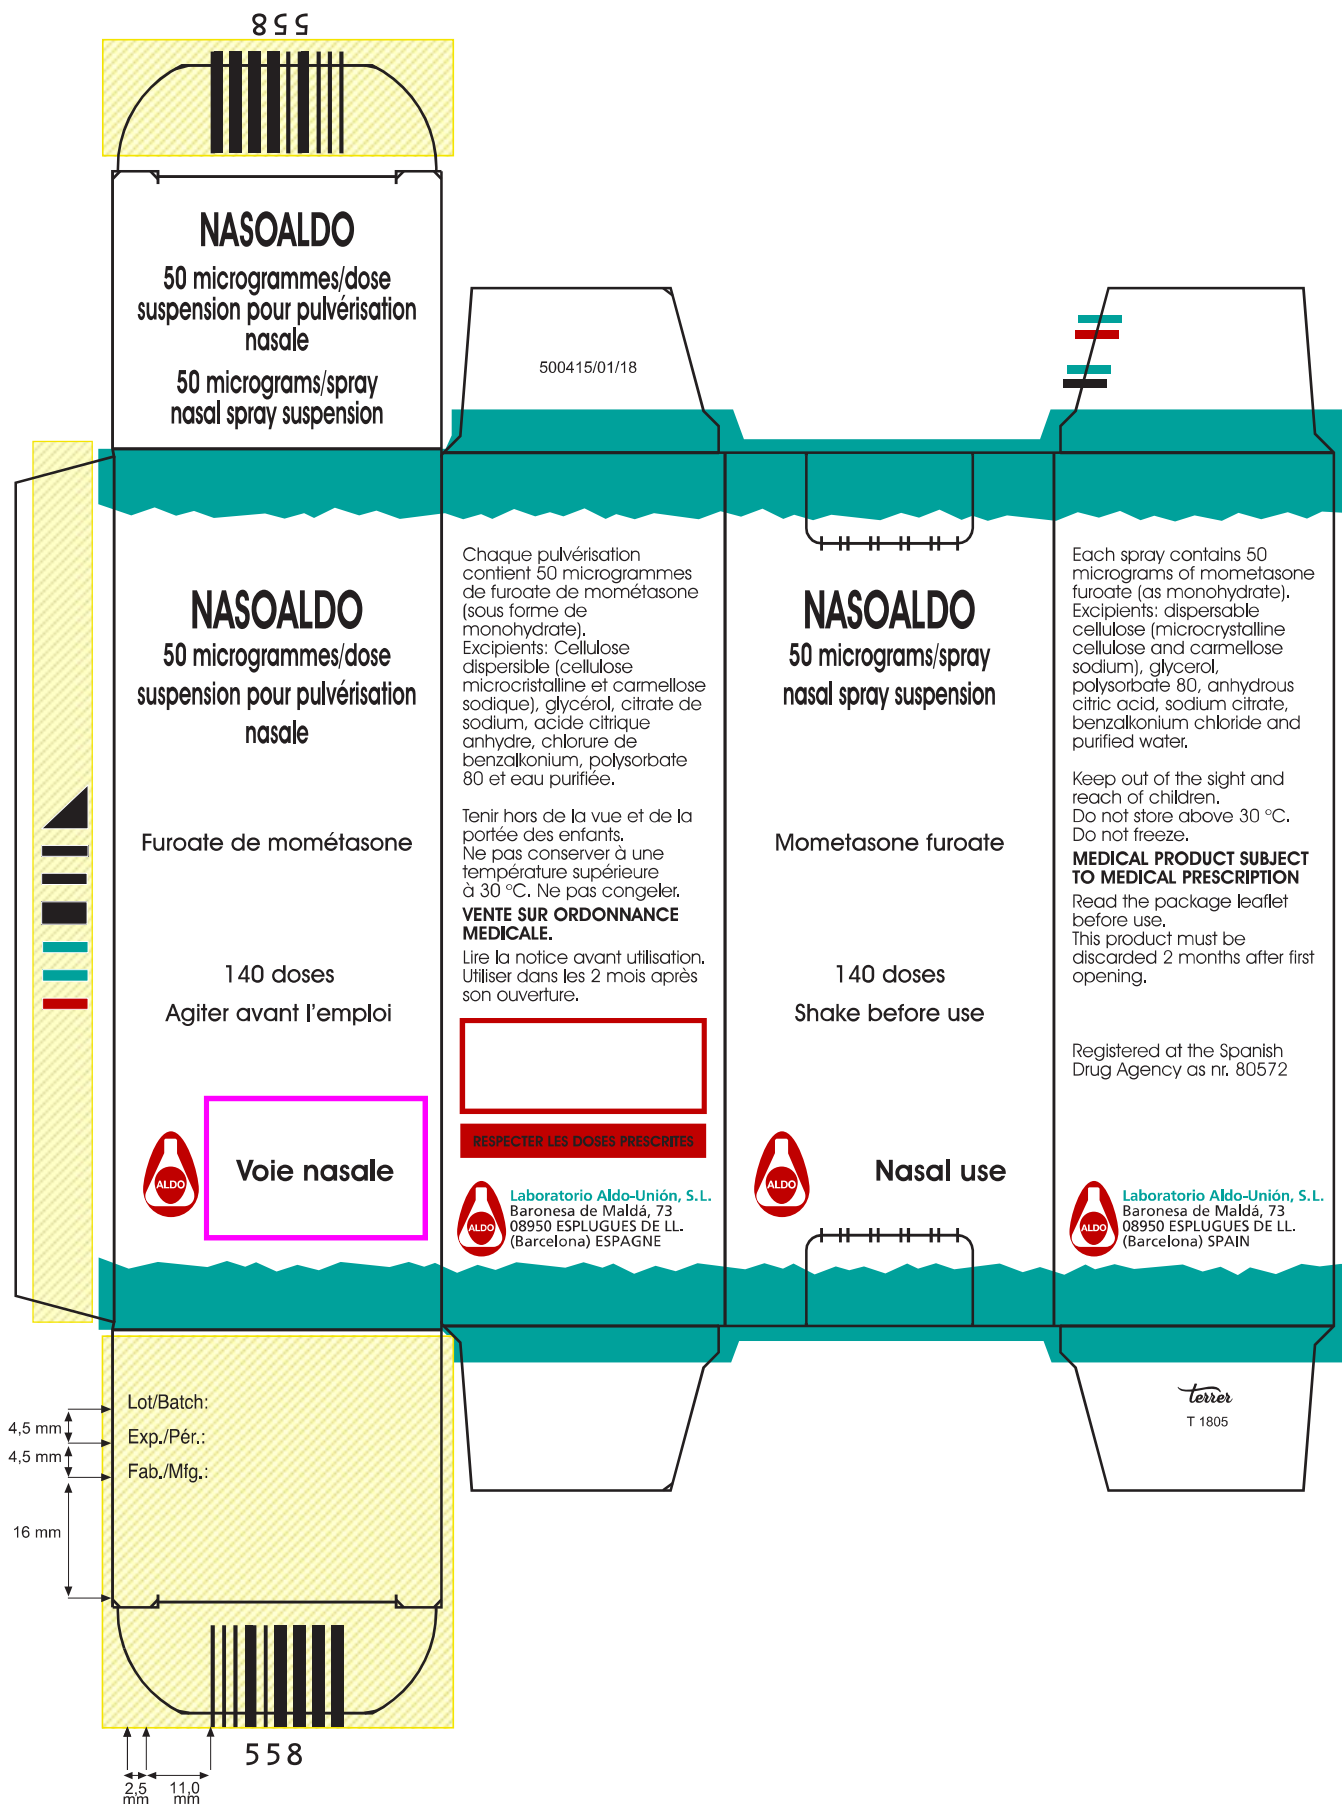 558
NASOALDO
50 microgrammes/dose
suspension pour pulvérisation
nasale
50 micrograms/spray
nasal spray suspension
500415/01/18
NASOALDO
50 microgrammes/dose
suspension pour pulvérisation
nasale
Furoate de mométasone
140 doses
Agiter avant l'emploi
ALDO
Voie nasale
Chaque pulvérisation
contient 50 microgrammes
de furoate de mométasone
(sous forme de
monohydrate).
Excipients: Cellulose
dispersible (cellulose
microcristalline et carmellose
sodique), glycérol, citrate de
sodium, acide citrique
anhydre, chlorure de
benzalkonium, polysorbate
80 et eau purifiée.
Tenir hors de la vue et de la
portée des enfants.
Ne pas conserver à une
température supérieure
à 30 °C. Ne pas congeler.
VENTE SUR ORDONNANCE
MEDICALE.
Lire la notice avant utilisation.
Utiliser dans les 2 mois après
son ouverture.
RESPECTER LES DOSES PRESCRITES
ALDO
Laboratorio Aldo-Unión, S.L.
Baronesa de Maldá, 73
08950 ESPLUGUES DE LL.
(Barcelona) ESPAGNE
NASOALDO
50 micrograms/spray
nasal spray suspension
Mometasone furoate
140 doses
Shake before use
ALDO
Nasal use
Each spray contains 50
micrograms of mometasone
furoate (as monohydrate).
Excipients: dispersable
cellulose (microcrystalline
cellulose and carmellose
sodium), glycerol,
polysorbate 80, anhydrous
citric acid, sodium citrate,
benzalkonium chloride and
purified water.
Keep out of the sight and
reach of children.
Do not store above 30 °C.
Do not freeze.
MEDICAL PRODUCT SUBJECT
TO MEDICAL PRESCRIPTION
Read the package leaflet
before use.
This product must be
discarded 2 months after first
opening.
Registered at the Spanish
Drug Agency as nr. 80572
ALDO
Laboratorio Aldo-Unión, S.L.
Baronesa de Maldá, 73
08950 ESPLUGUES DE LL.
(Barcelona) SPAIN
Lot/Batch:
Exp./Pér.:
Fab./Mfg.:
4,5 mm
4,5 mm
16 mm
terrer
T 1805
558
2,5
mm
11,0
mm